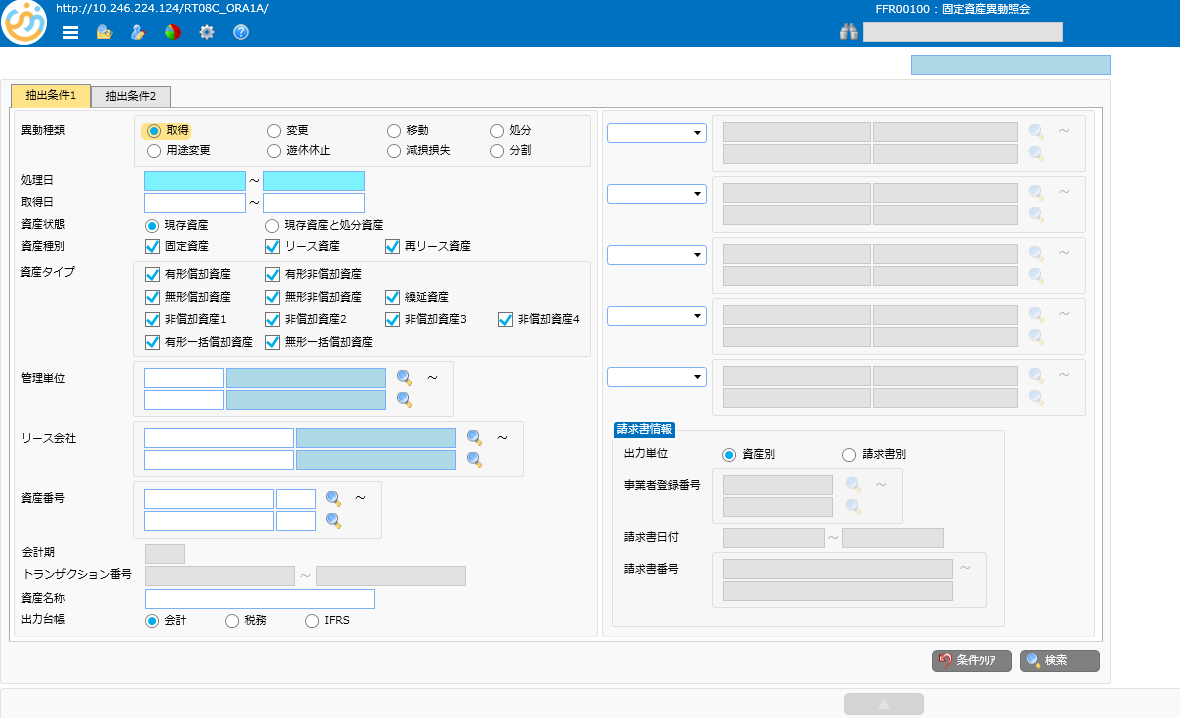 http://10.246.224.124/RT08C_ORA1A/
FFR00100：固定資産異動照会
抽出条件1
抽出条件2
異動種類
取得
変更
移動
処分
用途変更
遊休休止
減損損失
分割
処理日
～
取得日
～
資産状態
現存資産
現存資産と処分資産
資産種別
固定資産
リース資産
再リース資産
資産タイプ
有形償却資産
有形非償却資産
無形償却資産
無形非償却資産
繰延資産
非償却資産1
非償却資産2
非償却資産3
非償却資産4
有形一括償却資産
無形一括償却資産
管理単位
～
リース会社
～
資産番号
～
会計期
トランザクション番号
～
資産名称
出力台帳
会計
税務
IFRS
～
～
～
～
～
請求書情報
出力単位
資産別
請求書別
事業者登録番号
～
請求書日付
～
請求書番号
～
条件ｸﾘｱ
検索